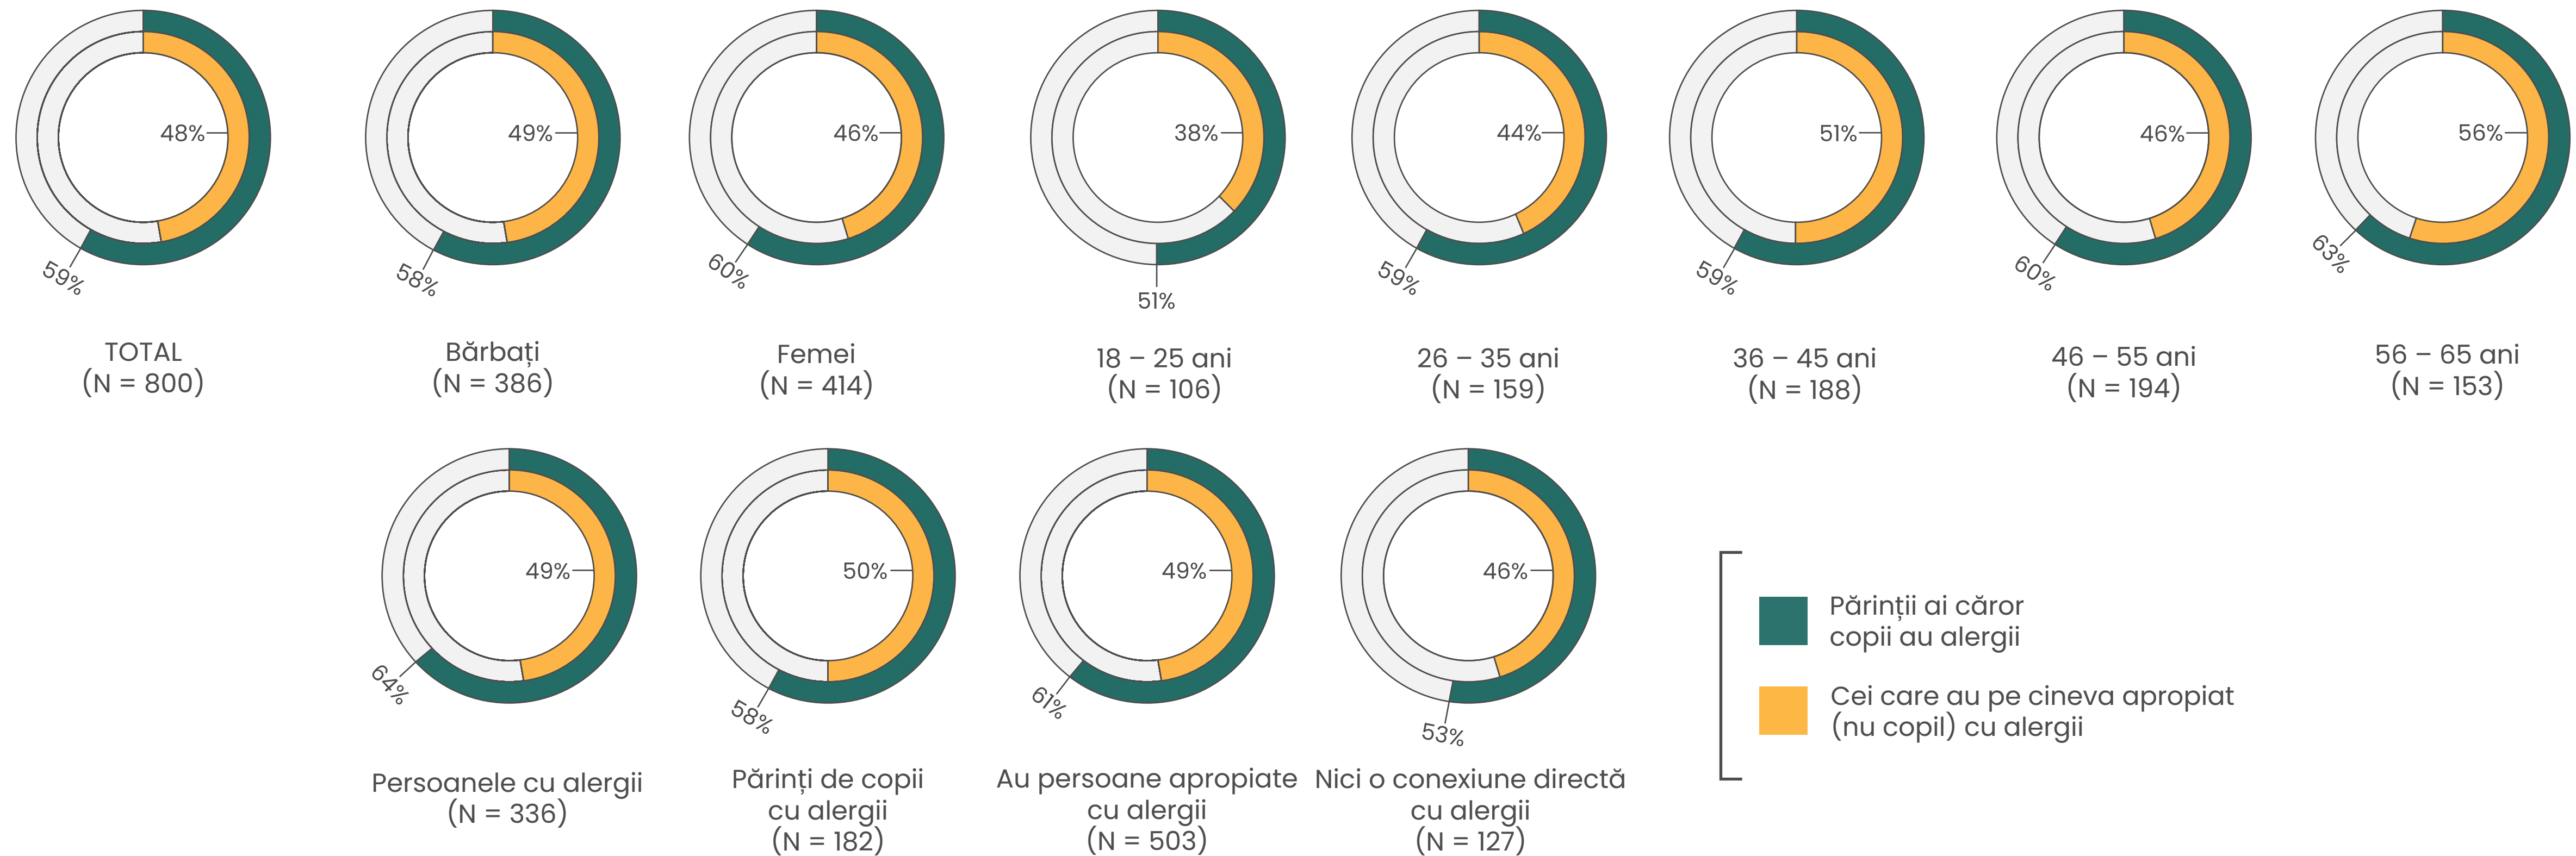 48%
59%
TOTAL
(N = 800)
49%
58%
Bărbați
(N = 386)
46%
60%
Femei
(N = 414)
38%
51%
18 – 25 ani
(N = 106)
44%
59%
26 – 35 ani
(N = 159)
51%
59%
36 – 45 ani
(N = 188)
46%
60%
46 – 55 ani
(N = 194)
56%
63%
56 – 65 ani
(N = 153)
49%
64%
Persoanele cu alergii
(N = 336)
50%
58%
Părinți de copii
cu alergii
(N = 182)
49%
61%
Au persoane apropiate
cu alergii
(N = 503)
46%
53%
Nici o conexiune directă
cu alergii
(N = 127)
Părinții ai căror
copii au alergii
Cei care au pe cineva apropiat
(nu copil) cu alergii